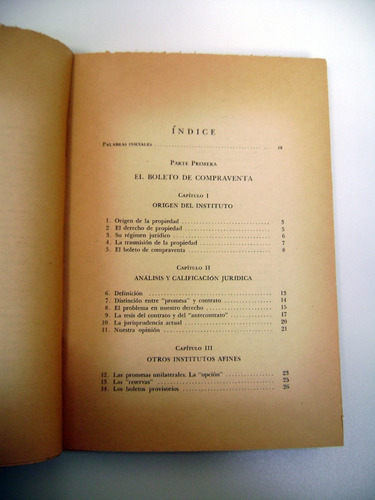 ÍNDICE
PALABRAS INICIALES
PARTE PRIMERA
EL BOLETO DE COMPRAVENTA
CAPÍTULO I
ORIGEN DEL INSTITUTO
1. Origen de la propiedad 3
2. El derecho de propiedad 5
3. Su régimen jurídico 6
4. La trasmisión de la propiedad 7
5. El boleto de compraventa 8
CAPÍTULO II
ANÁLISIS Y CALIFICACIÓN JURÍDICA
6. Definición 13
7. Distinción entre "promesa" y contrato 14
8. El problema en nuestro derecho 15
9. La tesis del contrato y del "antecontrato" 17
10. La jurisprudencia actual 20
11. Nuestra opinión 21
CAPÍTULO III
OTROS INSTITUTOS AFINES
12. Las promesas unilaterales. La "opción" 23
13. Las "reservas" 25
14. Los boletos provisorios 26